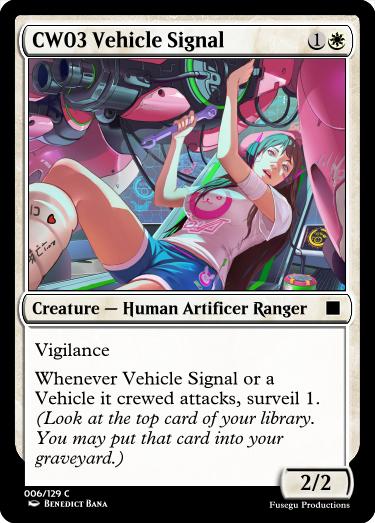 CW03 Vehicle Signal 1
Creature — Human Artificer Ranger
Vigilance
Whenever Vehicle Signal or a
Vehicle it crewed attacks, surveil 1.
(Look at the top card of your library.
You may put that card into your
graveyard.)
2/2
006/129 C
Benedict Bana
Fusegu Productions